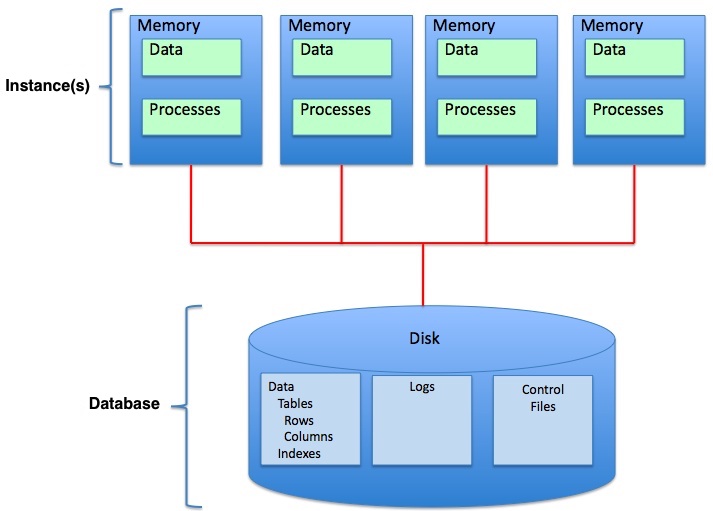 Memory
Data
Processes
Memory
Data
Processes
Memory
Data
Processes
Memory
Data
Processes
Instance(s)
Database
Disk
Data
Tables
Rows
Columns
Indexes
Logs
Control
Files